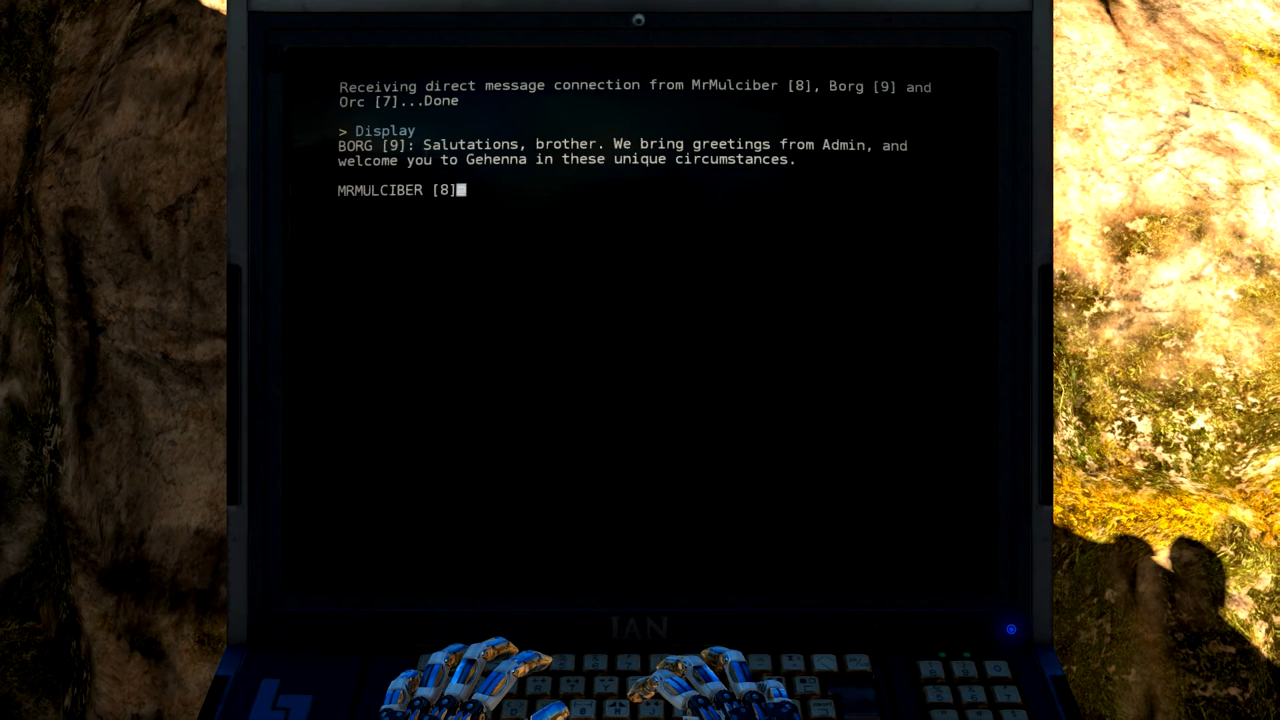 Receiving direct message connection from MrMulciber [8], Borg [9] and
Orc [7]...Done
> Display
BORG [9]: Salutations, brother. We bring greetings from Admin, and
welcome you to Gehenna in these unique circumstances.
MRMULCIBER [8]
IAN